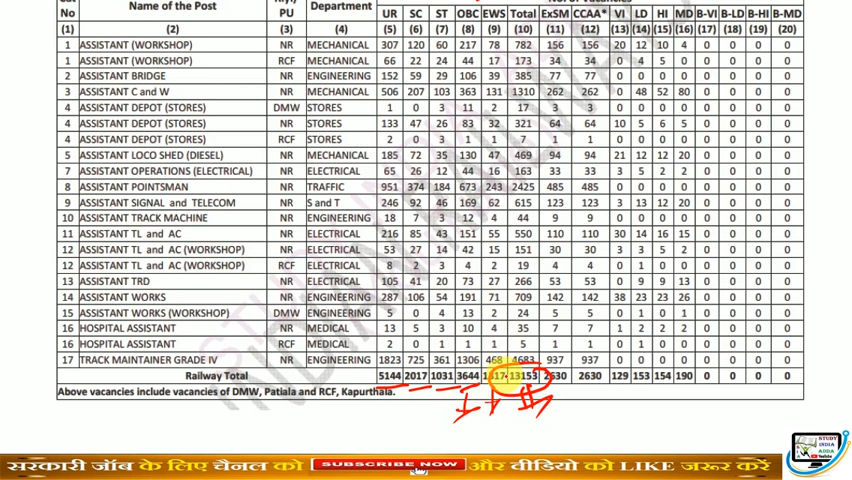 No Name of the Post PU Department UR SC ST OBC EWS Total ExSM CCAA* VI LD HI MD B-VI B-LD B-HI B-MD
(1) (2) (3) (4) (5) (6) (7) (8) (9) (10) (11) (12) (13) (14) (15) (16) (17) (18) (19) (20)
1 ASSISTANT (WORKSHOP) NR MECHANICAL 307 120 60 217 78 782 156 156 20 12 10 4 0 0 0 0
1 ASSISTANT (WORKSHOP) RCF MECHANICAL 66 22 24 44 17 173 34 34 0 4 5 0 0 0 0
2 ASSISTANT BRIDGE NR ENGINEERING 152 59 29 106 39 385 77 77 0 0 0 0 0 0 0 0
3 ASSISTANT C and W NR MECHANICAL 506 207 103 363 131 1310 262 262 0 48 52 80 0 0 0 0
4 ASSISTANT DEPOT (STORES) DMW STORES 1 0 3 11 2 17 3 3 0 0 0 0 0 0 0
4 ASSISTANT DEPOT (STORES) NR STORES 133 47 26 83 32 321 64 64 10 5 6 5 0 0 0 0
4 ASSISTANT DEPOT (STORES) RCF STORES 2 0 3 1 1 7 1 1 0 0 0 0 0 0 0 0
5 ASSISTANT LOCO SHED (DIESEL) NR MECHANICAL 185 72 35 130 47 469 94 94 21 12 12 20 0 0 0 0
7 ASSISTANT OPERATIONS (ELECTRICAL) NR ELECTRICAL 65 26 12 44 16 163 33 33 3 5 2 2 0 0 0 0
8 ASSISTANT POINTSMAN NR TRAFFIC 951 374 184 673 243 2425 485 485 0 0 0 0 0 0 0 0
9 ASSISTANT SIGNAL and TELECOM NR S and T 246 92 46 169 62 615 123 123 3 13 12 20 0 0 0 0
10 ASSISTANT TRACK MACHINE NR ENGINEERING 18 7 3 12 4 44 9 9 0 0 0 0 0 0 0 0
11 ASSISTANT TL and AC NR ELECTRICAL 216 85 43 151 55 550 110 110 30 14 16 15 0 0 0 0
12 ASSISTANT TL and AC (WORKSHOP) NR ELECTRICAL 53 27 14 42 15 151 30 30 3 3 5 2 0 0 0 0
12 ASSISTANT TL and AC (WORKSHOP) RCF ELECTRICAL 8 2 3 4 2 19 4 4 0 1 0 0 0 0 0 0
13 ASSISTANT TRD NR ELECTRICAL 105 41 20 73 27 266 53 53 0 9 9 13 0 0 0 0
14 ASSISTANT WORKS NR ENGINEERING 287 106 54 191 71 709 142 142 38 23 23 26 0 0 0 0
15 ASSISTANT WORKS (WORKSHOP) DMW ENGINEERING 5 0 4 13 2 24 5 5 0 1 0 1 0 0 0 0
16 HOSPITAL ASSISTANT NR MEDICAL 13 5 3 10 4 35 7 7 1 2 2 2 0 0 0 0
16 HOSPITAL ASSISTANT RCF MEDICAL 2 0 1 1 1 5 1 1 0 1 0 0 0 0 0 0
17 TRACK MAINTAINER GRADE IV NR ENGINEERING 1823 725 361 1306 468 4683 937 937 0 0 0 0 0 0 0 0
Railway Total 5144 2017 1031 3644 13153 2630 2630 129 153 154 190 0 0 0 0
Above vacancies include vacancies of DMW, Patiala and RCF, Kapurthala.
सरकारी जॉब के लिए चैनल को SUBSCRIBE NOW और वीडियो को LIKE जरूर करें
STUDY
INDIA
ADDA